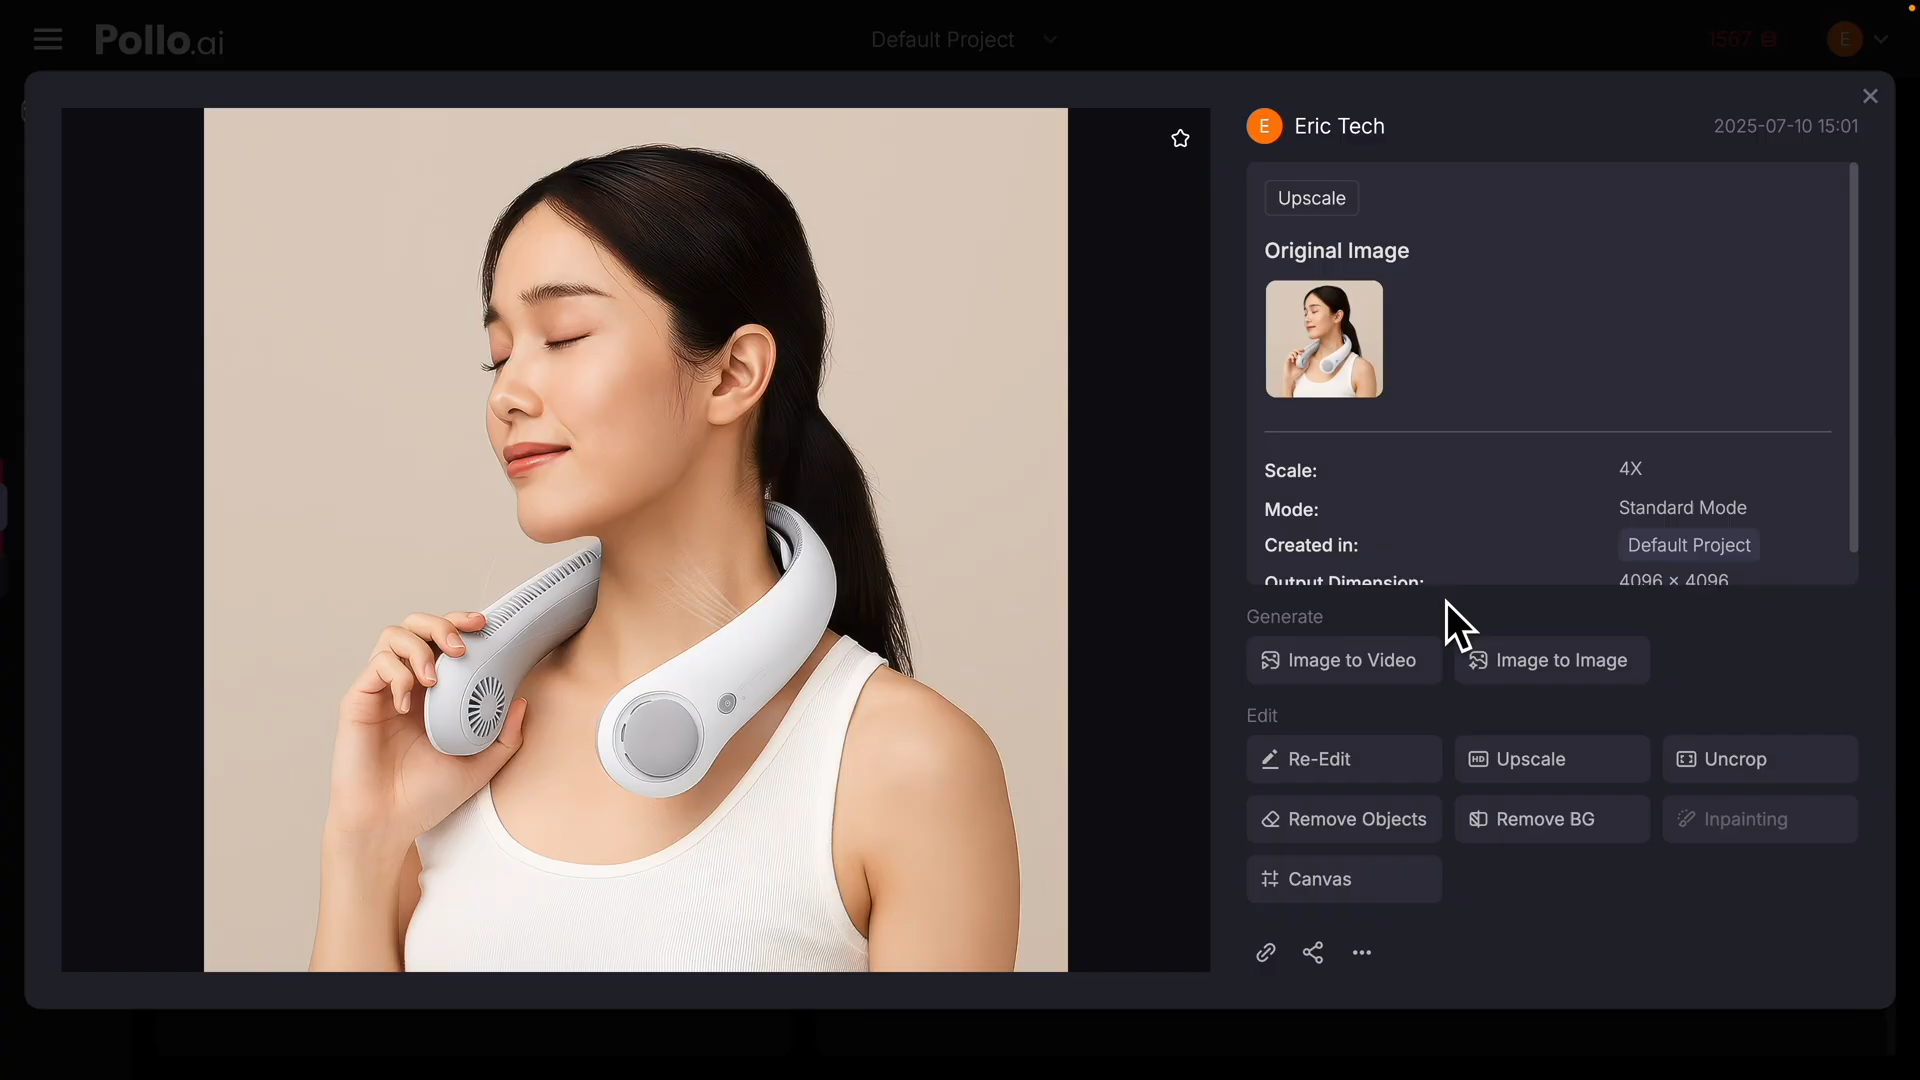 Pollo.ai
Default Project
1567
E
E
Eric Tech
2025-07-10 15:01
Upscale
Original Image
Scale: 4X
Mode: Standard Mode
Created in: Default Project
Output Dimension: 4096 × 4096
Generate
Image to Video
Image to Image
Edit
Re-Edit
HD Upscale
Uncrop
Remove Objects
Remove BG
Inpainting
Canvas